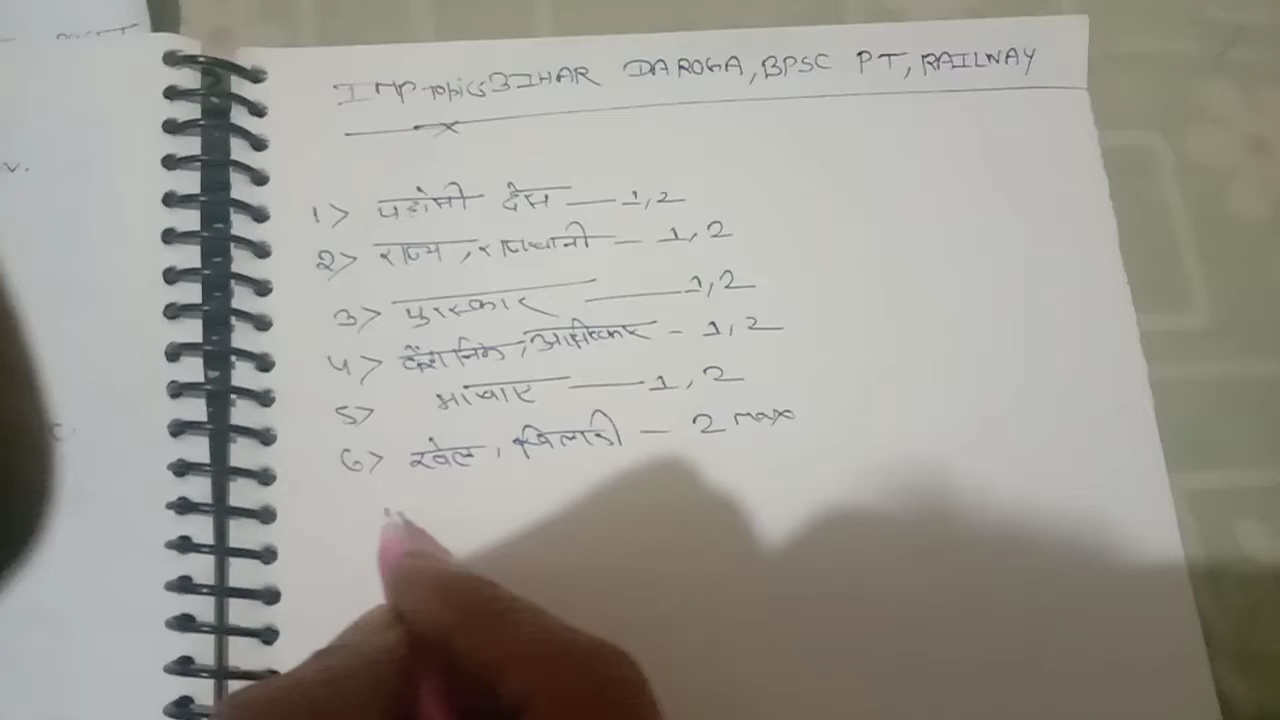 IMP Topics BIHAR DAROGA, BPSC PT, RAILWAY
1> पड़ोसी देस — 1,2
2> राज्य, राजधानी – 1,2
3> पुरस्कार — 1,2
4> वैज्ञानिक, आविष्कार – 1,2
5> भाषाए — 1,2
6> खेल, खिलाडी – 2 max